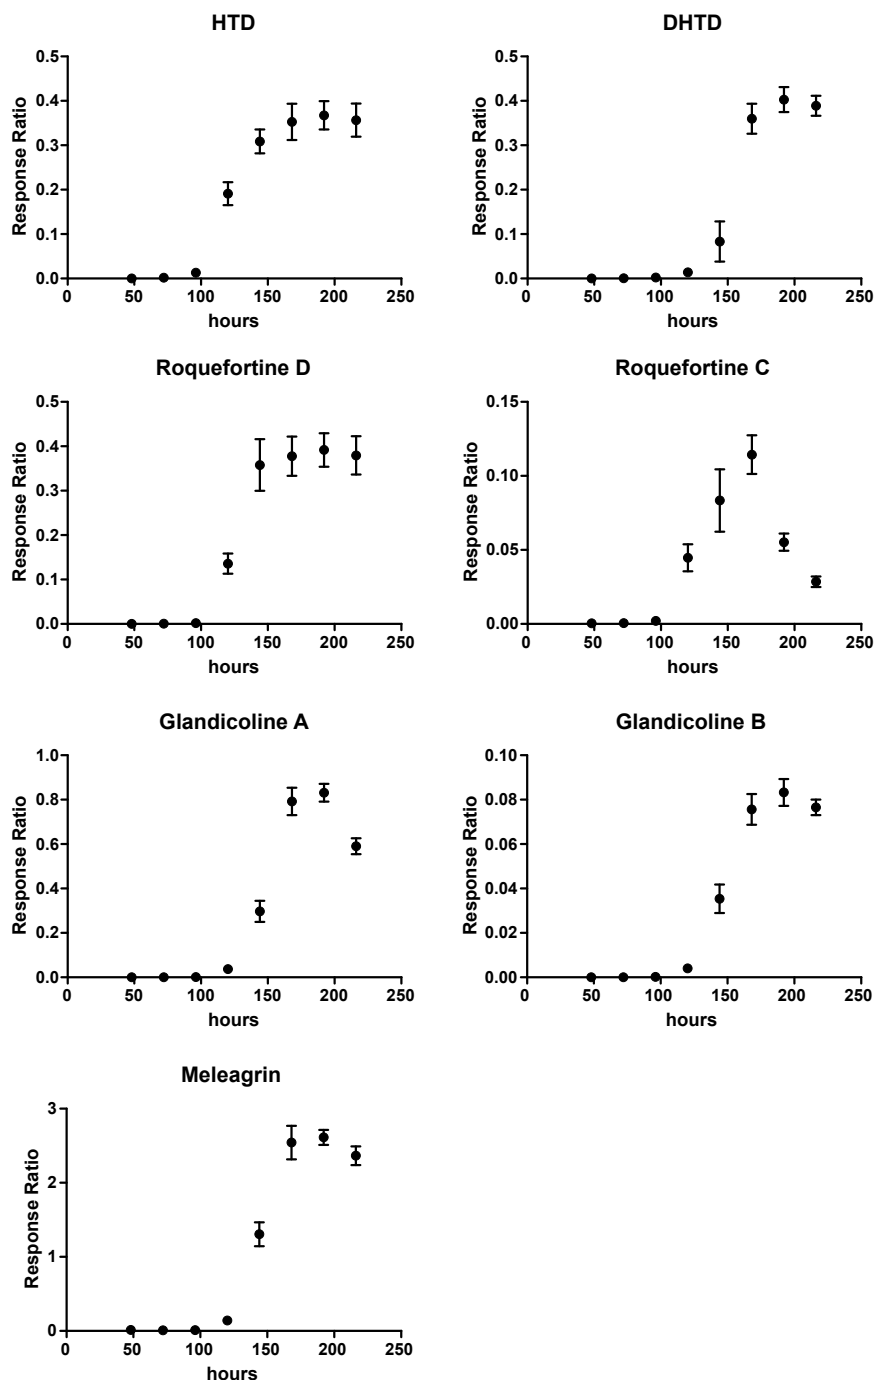 HTD
Response Ratio
0.5
0.4
0.3
0.2
0.1
0.0
0 50 100 150 200 250
hours
DHTD
Response Ratio
0.5
0.4
0.3
0.2
0.1
0.0
0 50 100 150 200 250
hours
Roquefortine D
Response Ratio
0.5
0.4
0.3
0.2
0.1
0.0
0 50 100 150 200 250
hours
Roquefortine C
Response Ratio
0.15
0.10
0.05
0.00
0 50 100 150 200 250
hours
Glandicoline A
Response Ratio
1.0
0.8
0.6
0.4
0.2
0.0
0 50 100 150 200 250
hours
Glandicoline B
Response Ratio
0.10
0.08
0.06
0.04
0.02
0.00
0 50 100 150 200 250
hours
Meleagrin
Response Ratio
3
2
1
0
0 50 100 150 200 250
hours